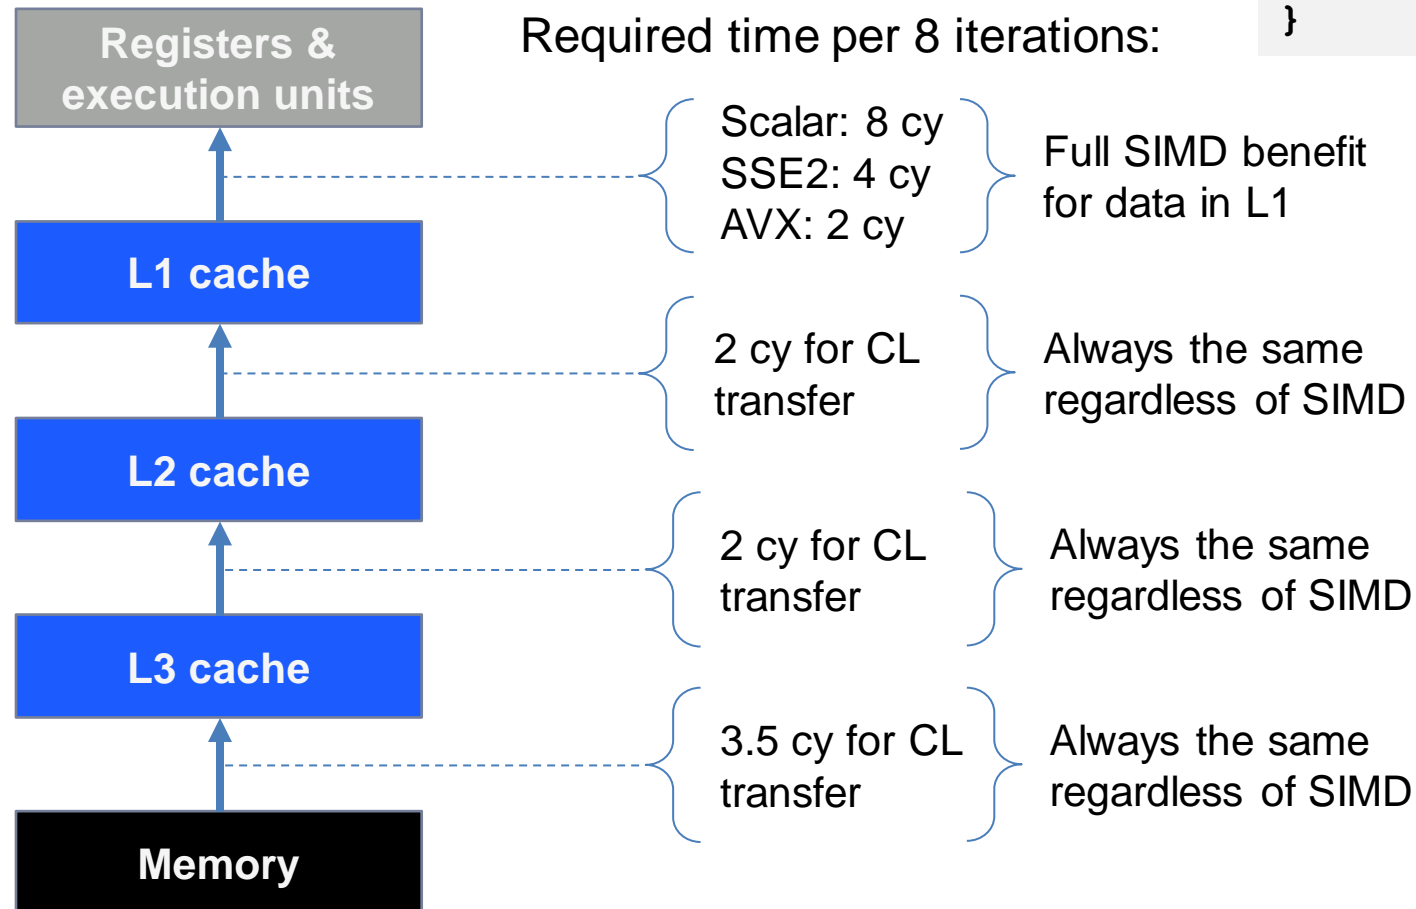 Required time per 8 iterations:
}
Registers &
execution units
Scalar: 8 cy
SSE2: 4 cy
AVX: 2 cy
Full SIMD benefit
for data in L1
L1 cache
2 cy for CL
transfer
Always the same
regardless of SIMD
L2 cache
2 cy for CL
transfer
Always the same
regardless of SIMD
L3 cache
3.5 cy for CL
transfer
Always the same
regardless of SIMD
Memory